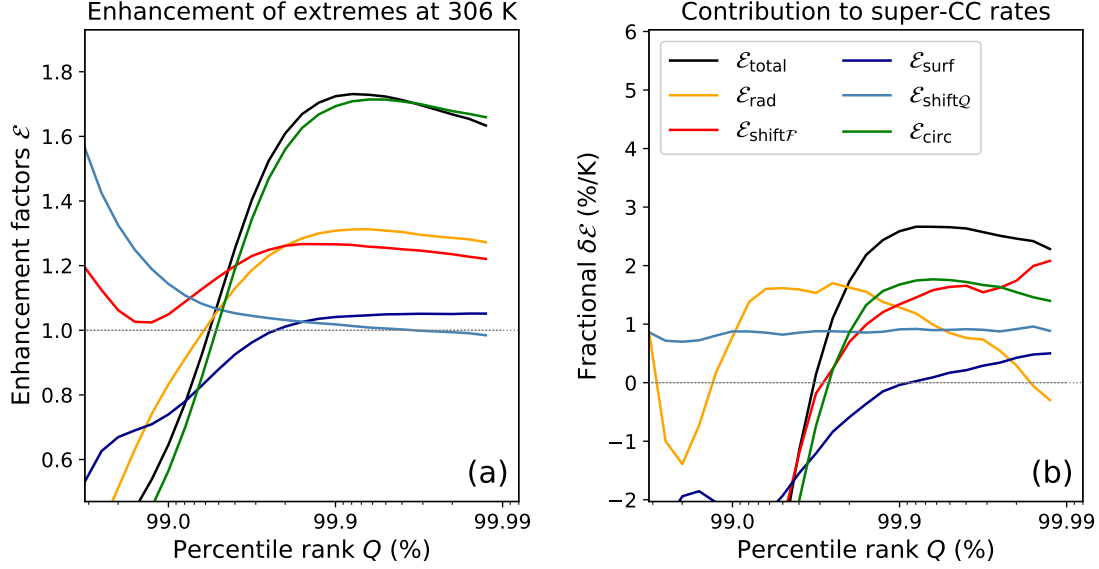 Enhancement of extremes at 306 K
Enhancement factors ℰ
1.8
1.6
1.4
1.2
1.0
0.8
0.6
(a)
99.0
99.9
99.99
Percentile rank Q (%)
Contribution to super-CC rates
Fractional δℰ (%/K)
6
5
4
3
2
1
0
−1
−2
ℰtotal
ℰrad
ℰshiftℱ
ℰsurf
ℰshift𝒬
ℰcirc
(b)
99.0
99.9
99.99
Percentile rank Q (%)